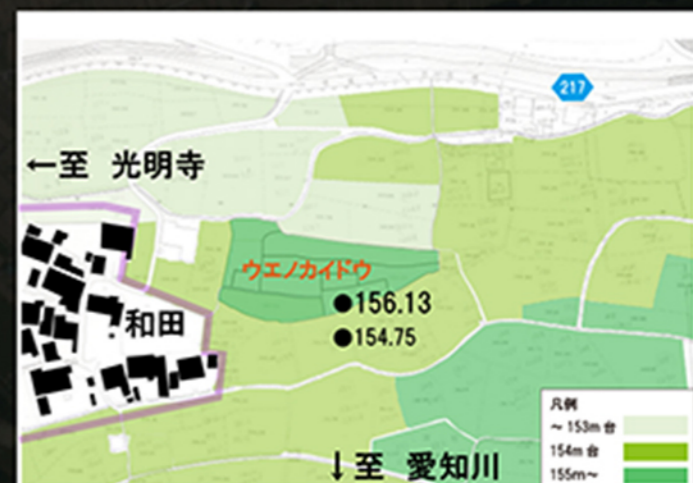 217
←至 光明寺
ウエノカイドウ
●156.13
和田
●154.75
凡例
～153m台
154m台
↓至 愛知川
155m～